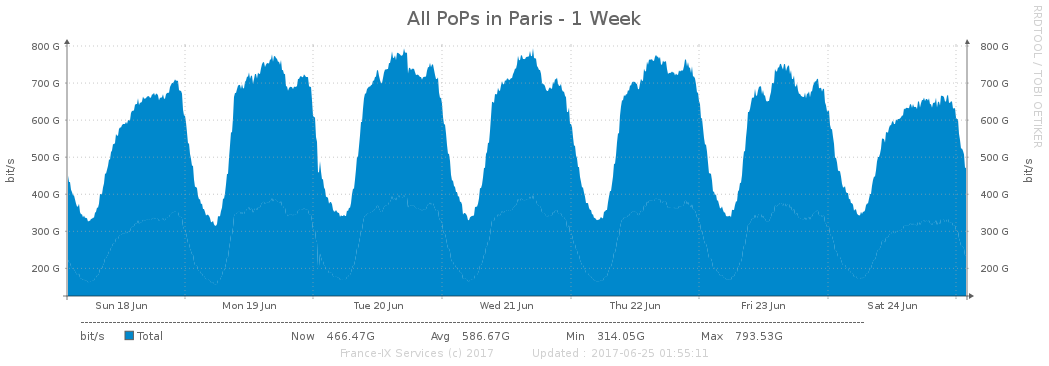 All PoPs in Paris - 1 Week
RRDTOOL / TOBI OETIKER
800 G 800 G
700 G 700 G
600 G 600 G
500 G 500 G
bit/s bit/s
400 G 400 G
300 G 300 G
200 G 200 G
Sun 18 Jun Mon 19 Jun Tue 20 Jun Wed 21 Jun Thu 22 Jun Fri 23 Jun Sat 24 Jun
bit/s Total Now 466.47G Avg 586.67G Min 314.05G Max 793.53G
France-IX Services (c) 2017 Updated : 2017-06-25 01:55:11